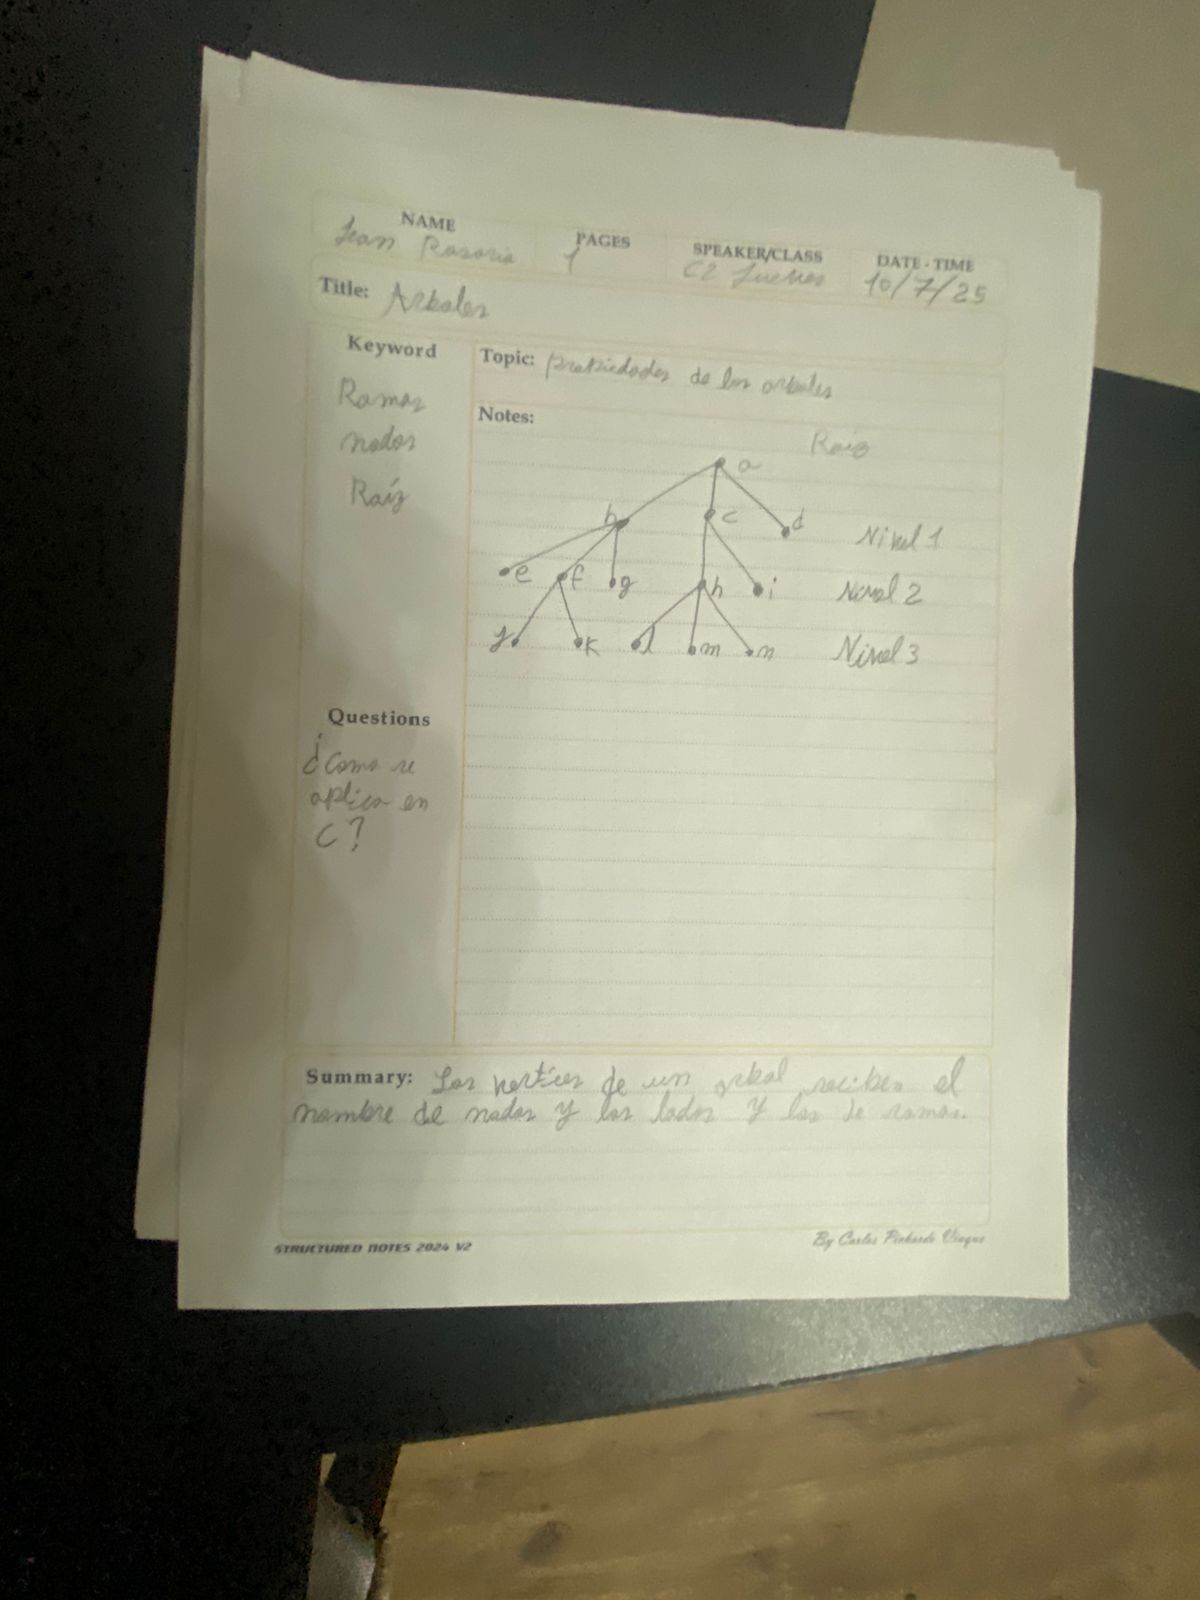 NAME
PAGES
SPEAKER/CLASS
DATE - TIME
Jean Rosario
1
C2 Jueves
10/7/25
Title: Arboles
Keyword
Ramas
nodos
Raíz
Topic: propiedades de los arboles
Notes:
Raíz
a
b c d Nivel 1
e f g h i Nivel 2
j k l m n Nivel 3
Questions
¿Como se
aplica en
C?
Summary: Los vertices de un arbol reciben el
nombre de nodos y los lados y los de ramas.
STRUCTURED NOTES 2024 V2
By Carlos Pichardo Viuque